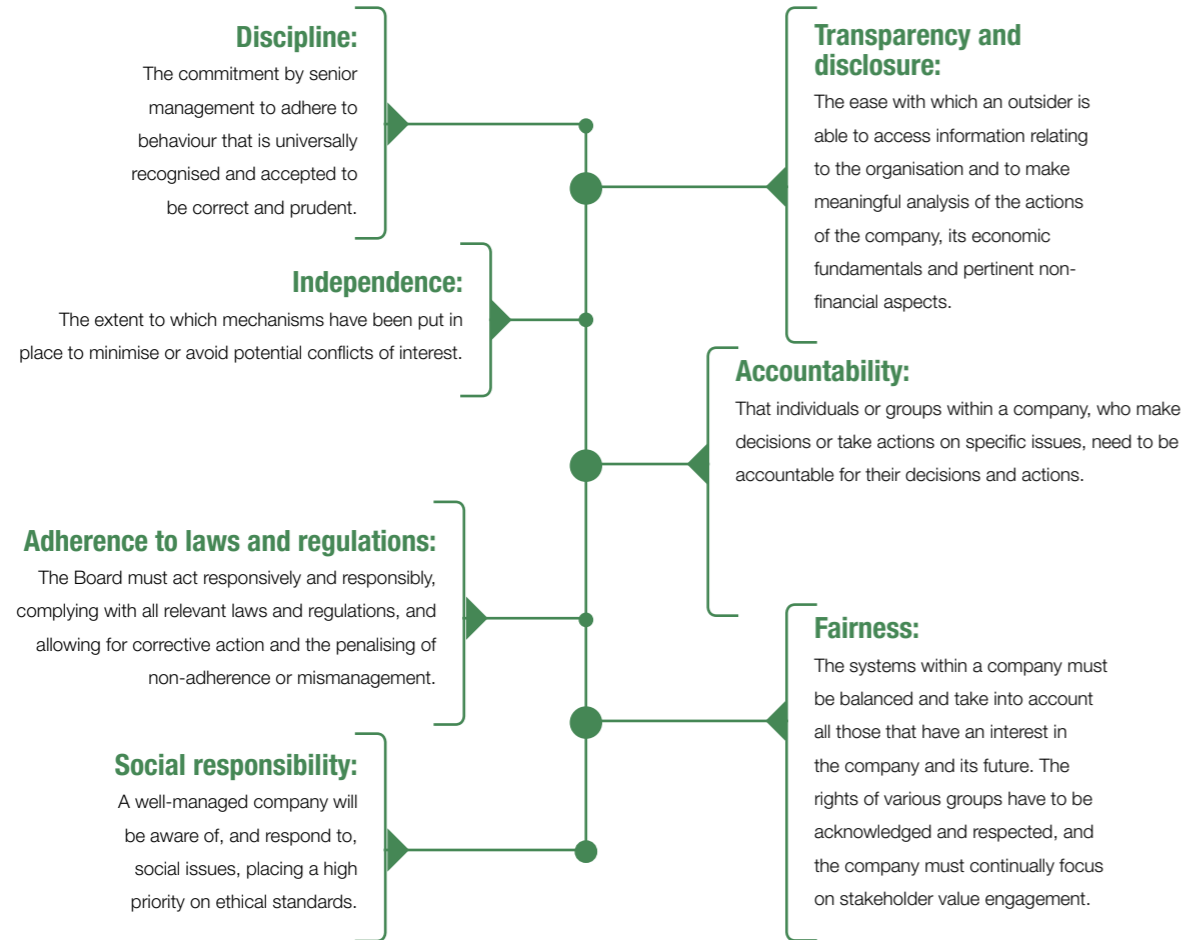 Discipline:
The commitment by senior
management to adhere to
behaviour that is universally
recognised and accepted to
be correct and prudent.
Transparency and
disclosure:
The ease with which an outsider is
able to access information relating
to the organisation and to make
meaningful analysis of the actions
of the company, its economic
fundamentals and pertinent non-
financial aspects.
Independence:
The extent to which mechanisms have been put in
place to minimise or avoid potential conflicts of interest.
Accountability:
That individuals or groups within a company, who make
decisions or take actions on specific issues, need to be
accountable for their decisions and actions.
Adherence to laws and regulations:
The Board must act responsively and responsibly,
complying with all relevant laws and regulations, and
allowing for corrective action and the penalising of
non-adherence or mismanagement.
Fairness:
The systems within a company must
be balanced and take into account
all those that have an interest in
the company and its future. The
rights of various groups have to be
acknowledged and respected, and
the company must continually focus
on stakeholder value engagement.
Social responsibility:
A well-managed company will
be aware of, and respond to,
social issues, placing a high
priority on ethical standards.